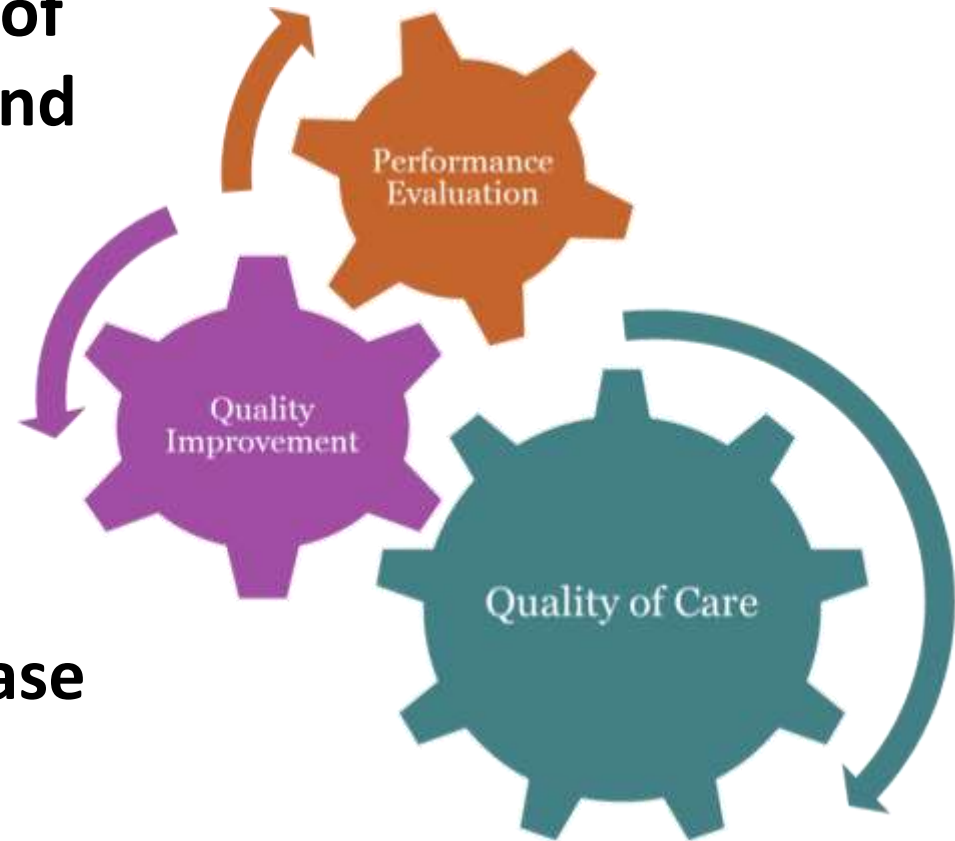 of
nd
Performance
Evaluation
Quality
Improvement
Quality of Care
ase